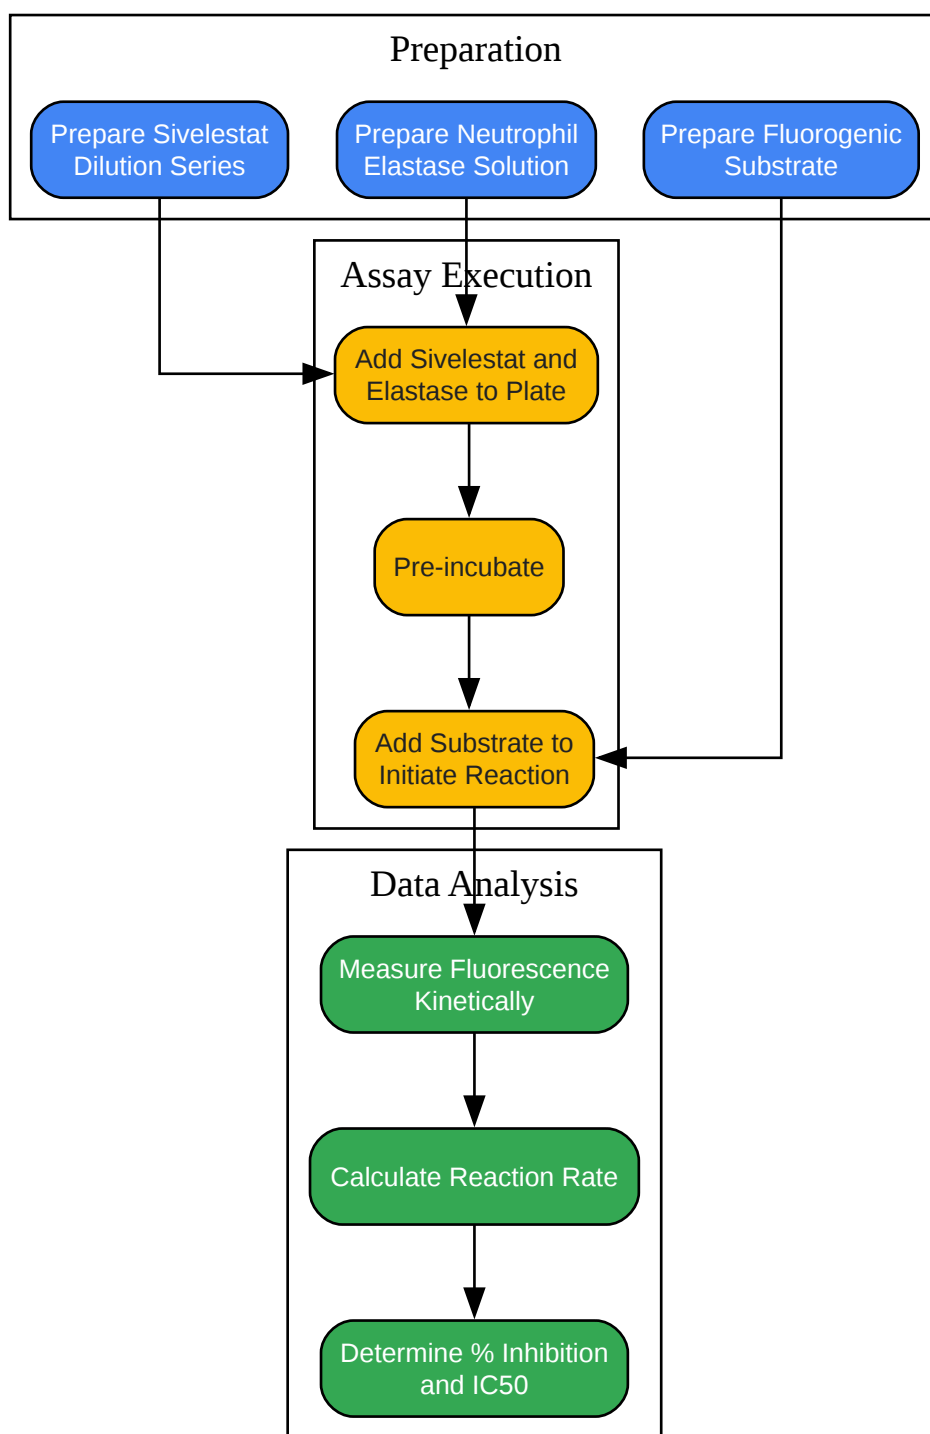 Preparation
Prepare Sivelestat
Dilution Series
Prepare Neutrophil
Elastase Solution
Prepare Fluorogenic
Substrate
Assay Execution
Add Sivelestat and
Elastase to Plate
Pre-incubate
Add Substrate to
Initiate Reaction
Data Analysis
Measure Fluorescence
Kinetically
Calculate Reaction Rate
Determine % Inhibition
and IC50